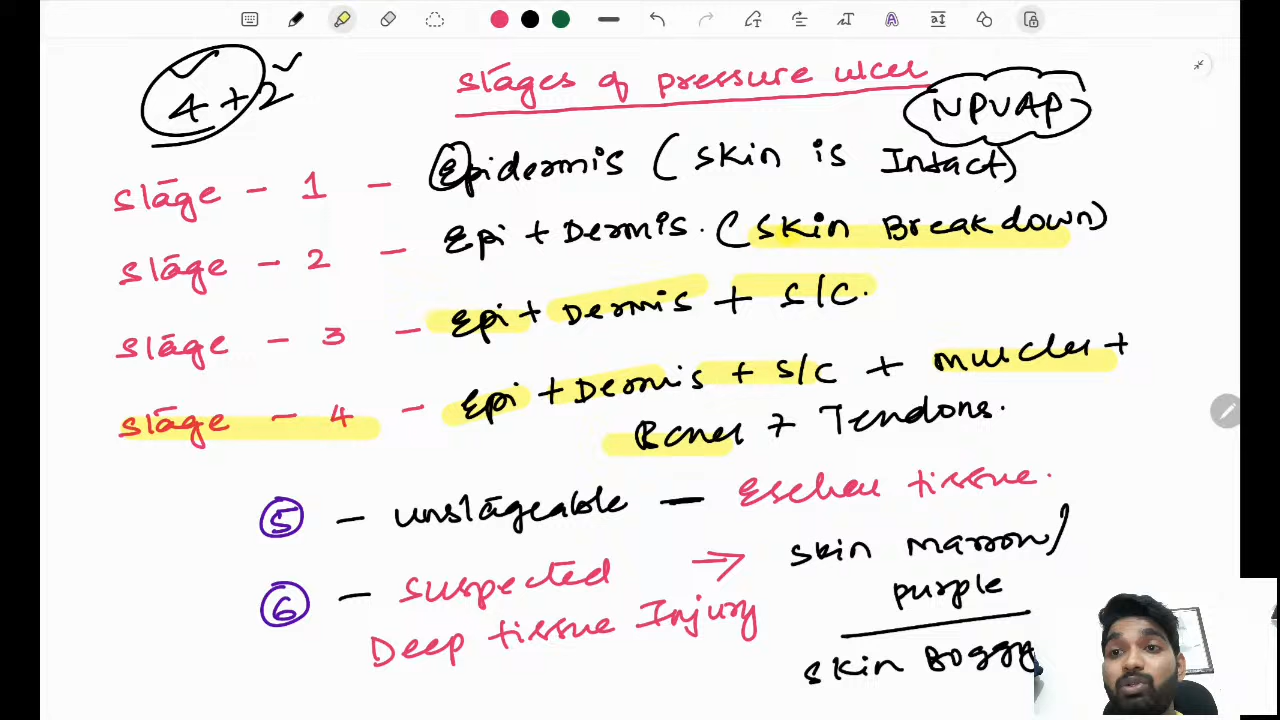 4 + 2
stages of pressure ulcer
NPUAP
stage - 1 - Epidermis (skin is Intact)
stage - 2 - Epi + Dermis. (skin Breakdown)
stage - 3 - Epi + Dermis + S/C.
stage - 4 - Epi + Dermis + S/C + muscles +
Bones + Tendons.
5 - unstageable - Eschar tissue.
6 - suspected → skin marron/
Deep tissue Injury purple
skin Boggy